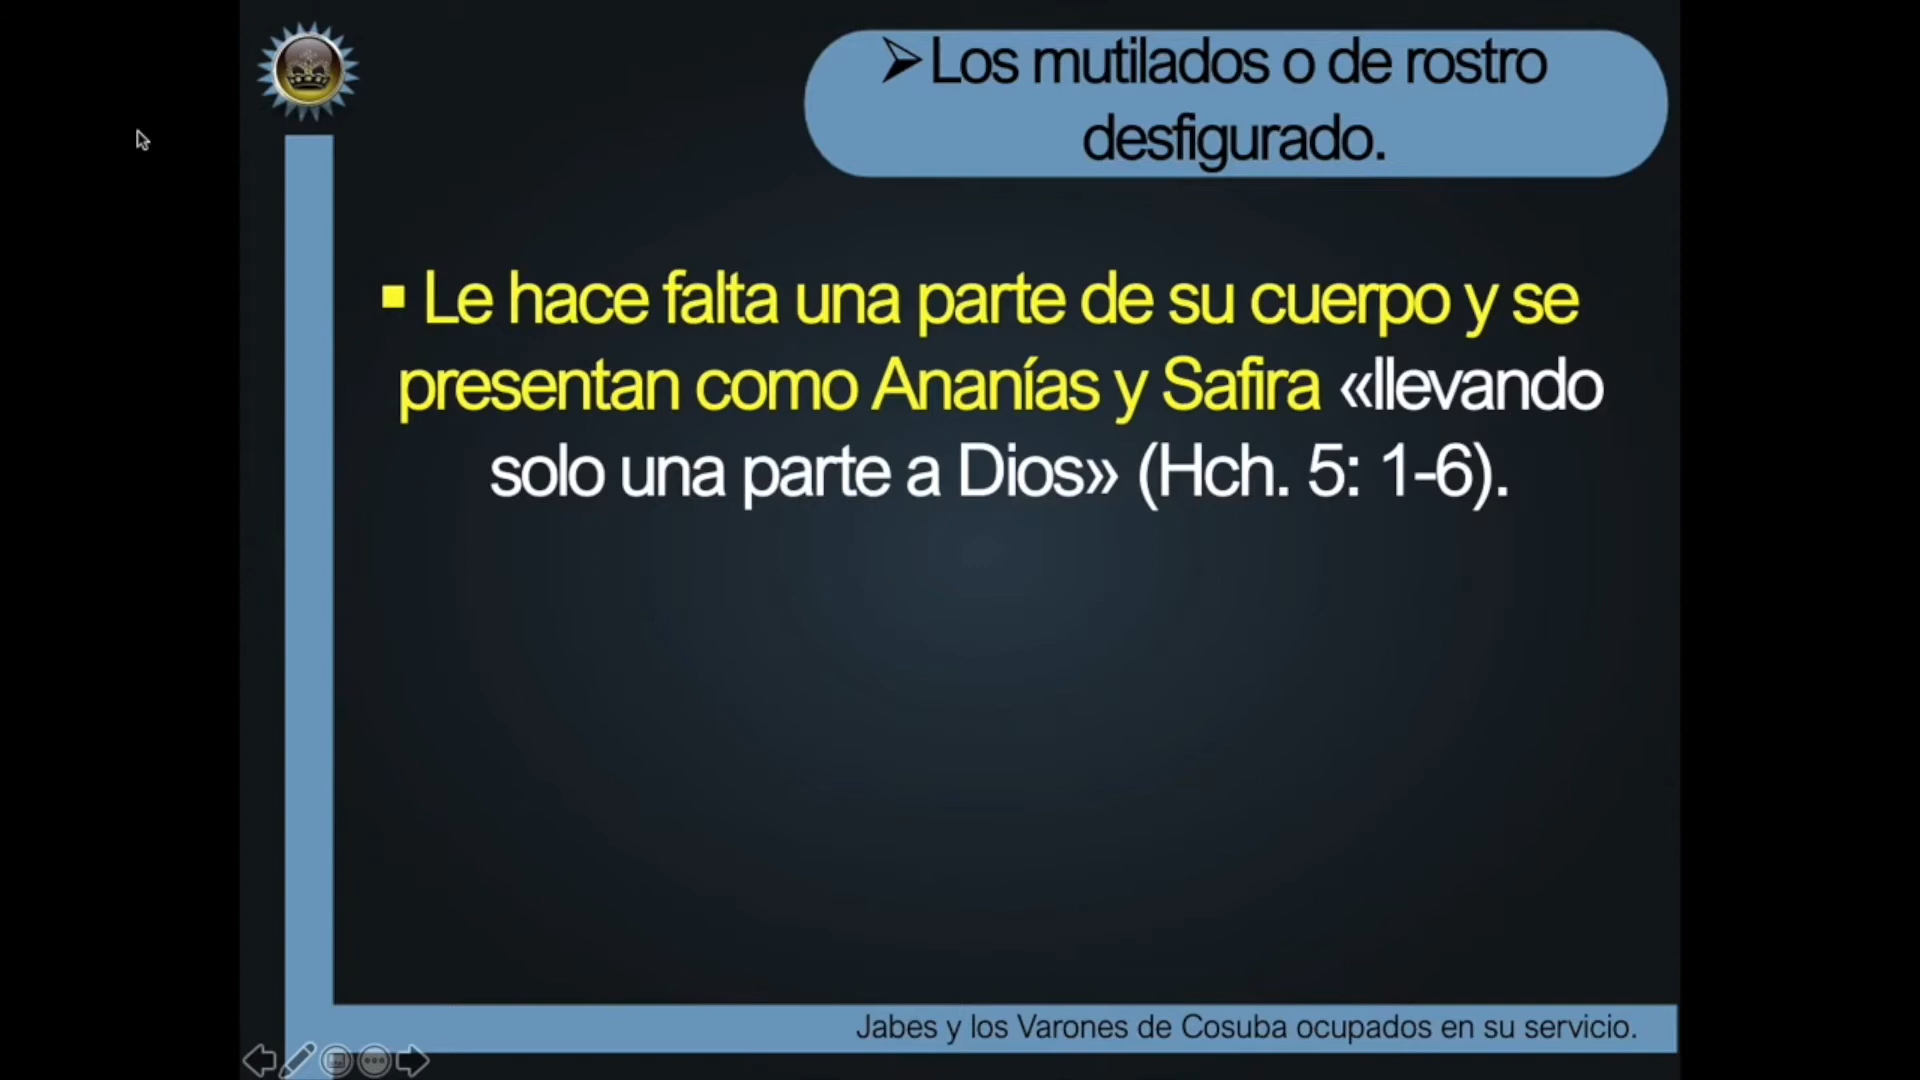 ➢Los mutilados o de rostro
desfigurado.
▪ Le hace falta una parte de su cuerpo y se
presentan como Ananías y Safira «llevando
solo una parte a Dios» (Hch. 5: 1-6).
Jabes y los Varones de Cosuba ocupados en su servicio.